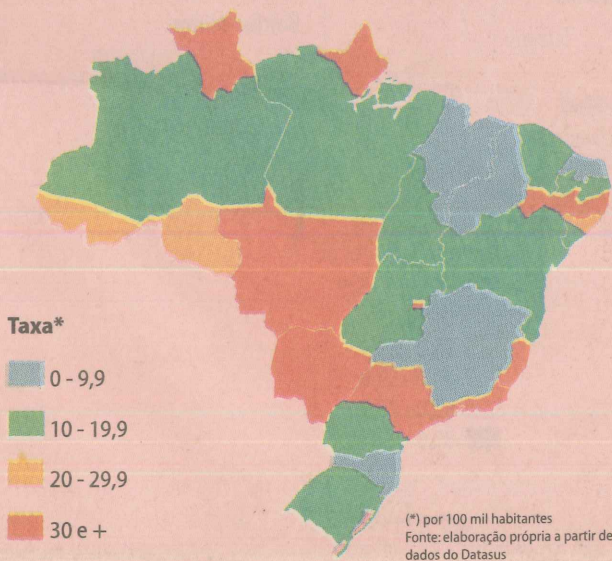 Taxa*
0 - 9,9
10 - 19,9
20 - 29,9
30 e +
(*) por 100 mil habitantes
Fonte: elaboração própria a partir de
dados do Datasus